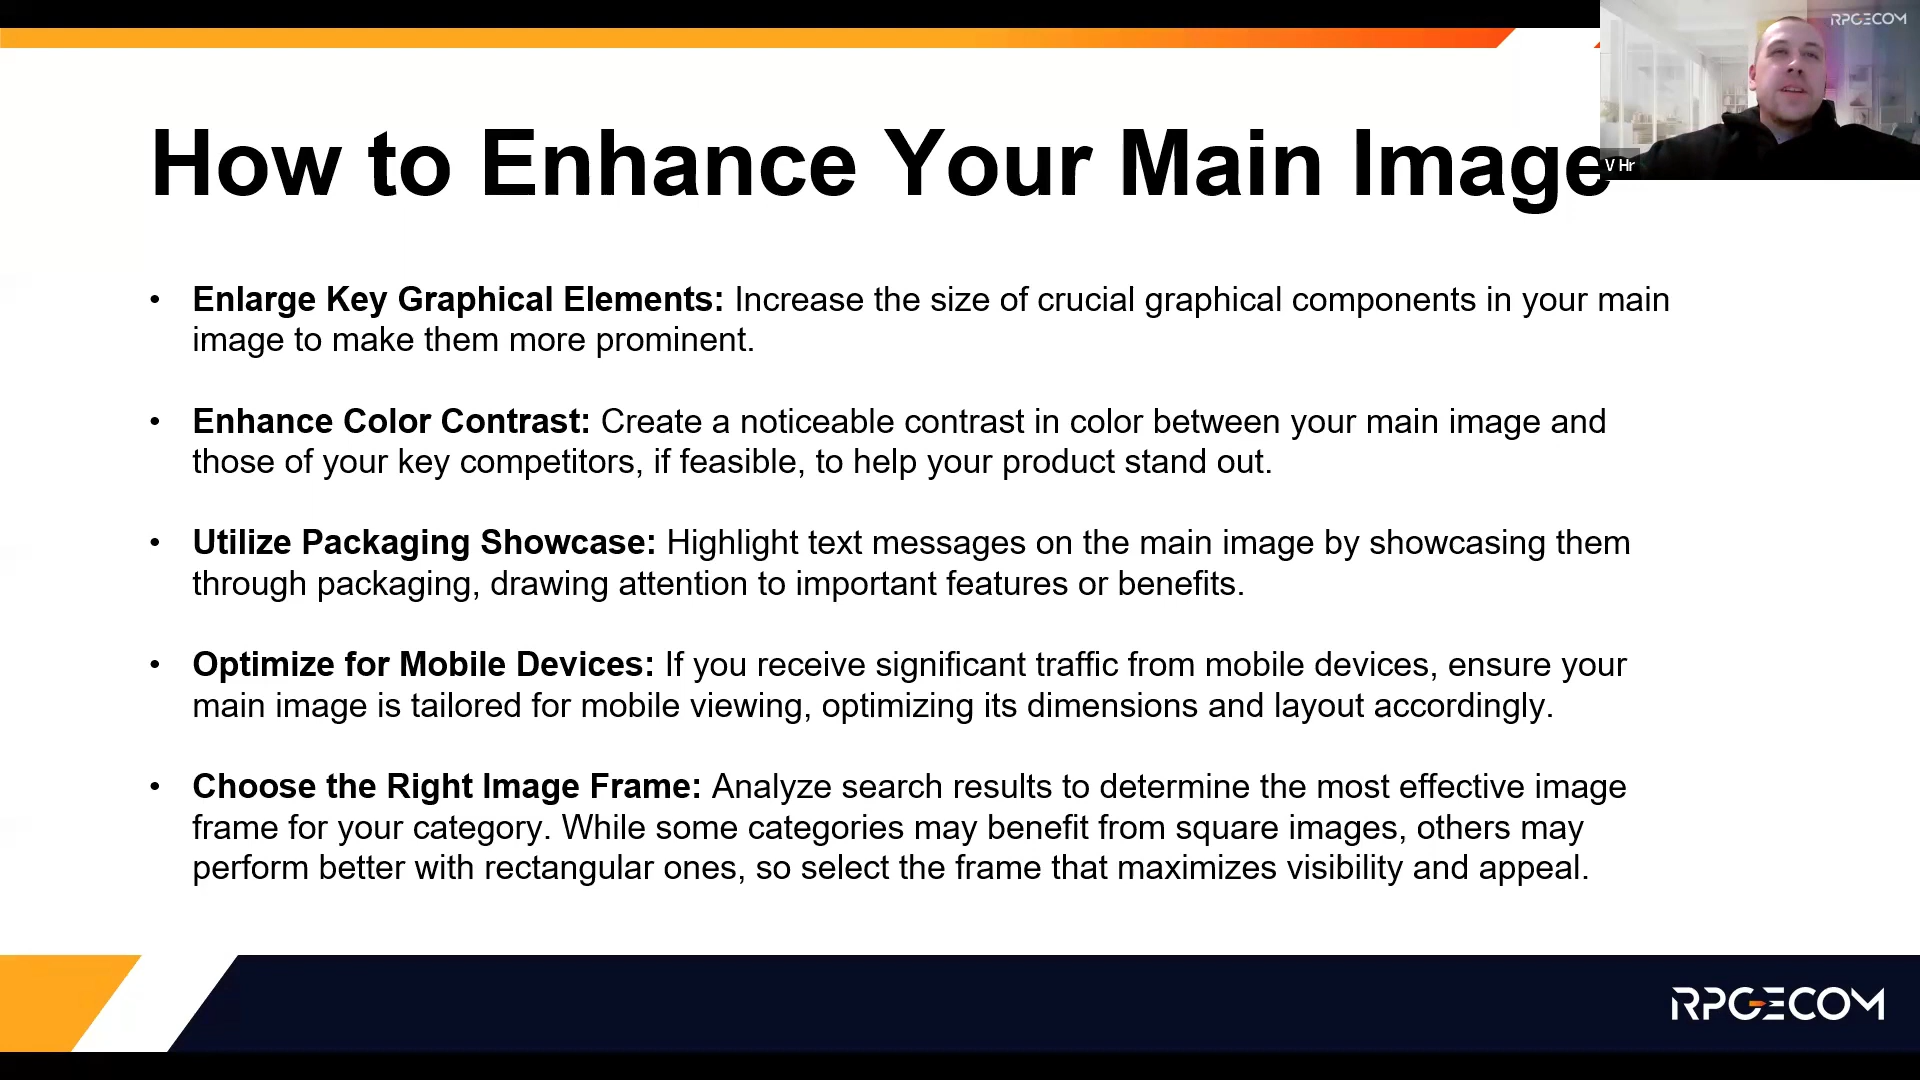 RPGECOM
How to Enhance Your Main Image
V Hr
• Enlarge Key Graphical Elements: Increase the size of crucial graphical components in your main
image to make them more prominent.
• Enhance Color Contrast: Create a noticeable contrast in color between your main image and
those of your key competitors, if feasible, to help your product stand out.
• Utilize Packaging Showcase: Highlight text messages on the main image by showcasing them
through packaging, drawing attention to important features or benefits.
• Optimize for Mobile Devices: If you receive significant traffic from mobile devices, ensure your
main image is tailored for mobile viewing, optimizing its dimensions and layout accordingly.
• Choose the Right Image Frame: Analyze search results to determine the most effective image
frame for your category. While some categories may benefit from square images, others may
perform better with rectangular ones, so select the frame that maximizes visibility and appeal.
RPGECOM